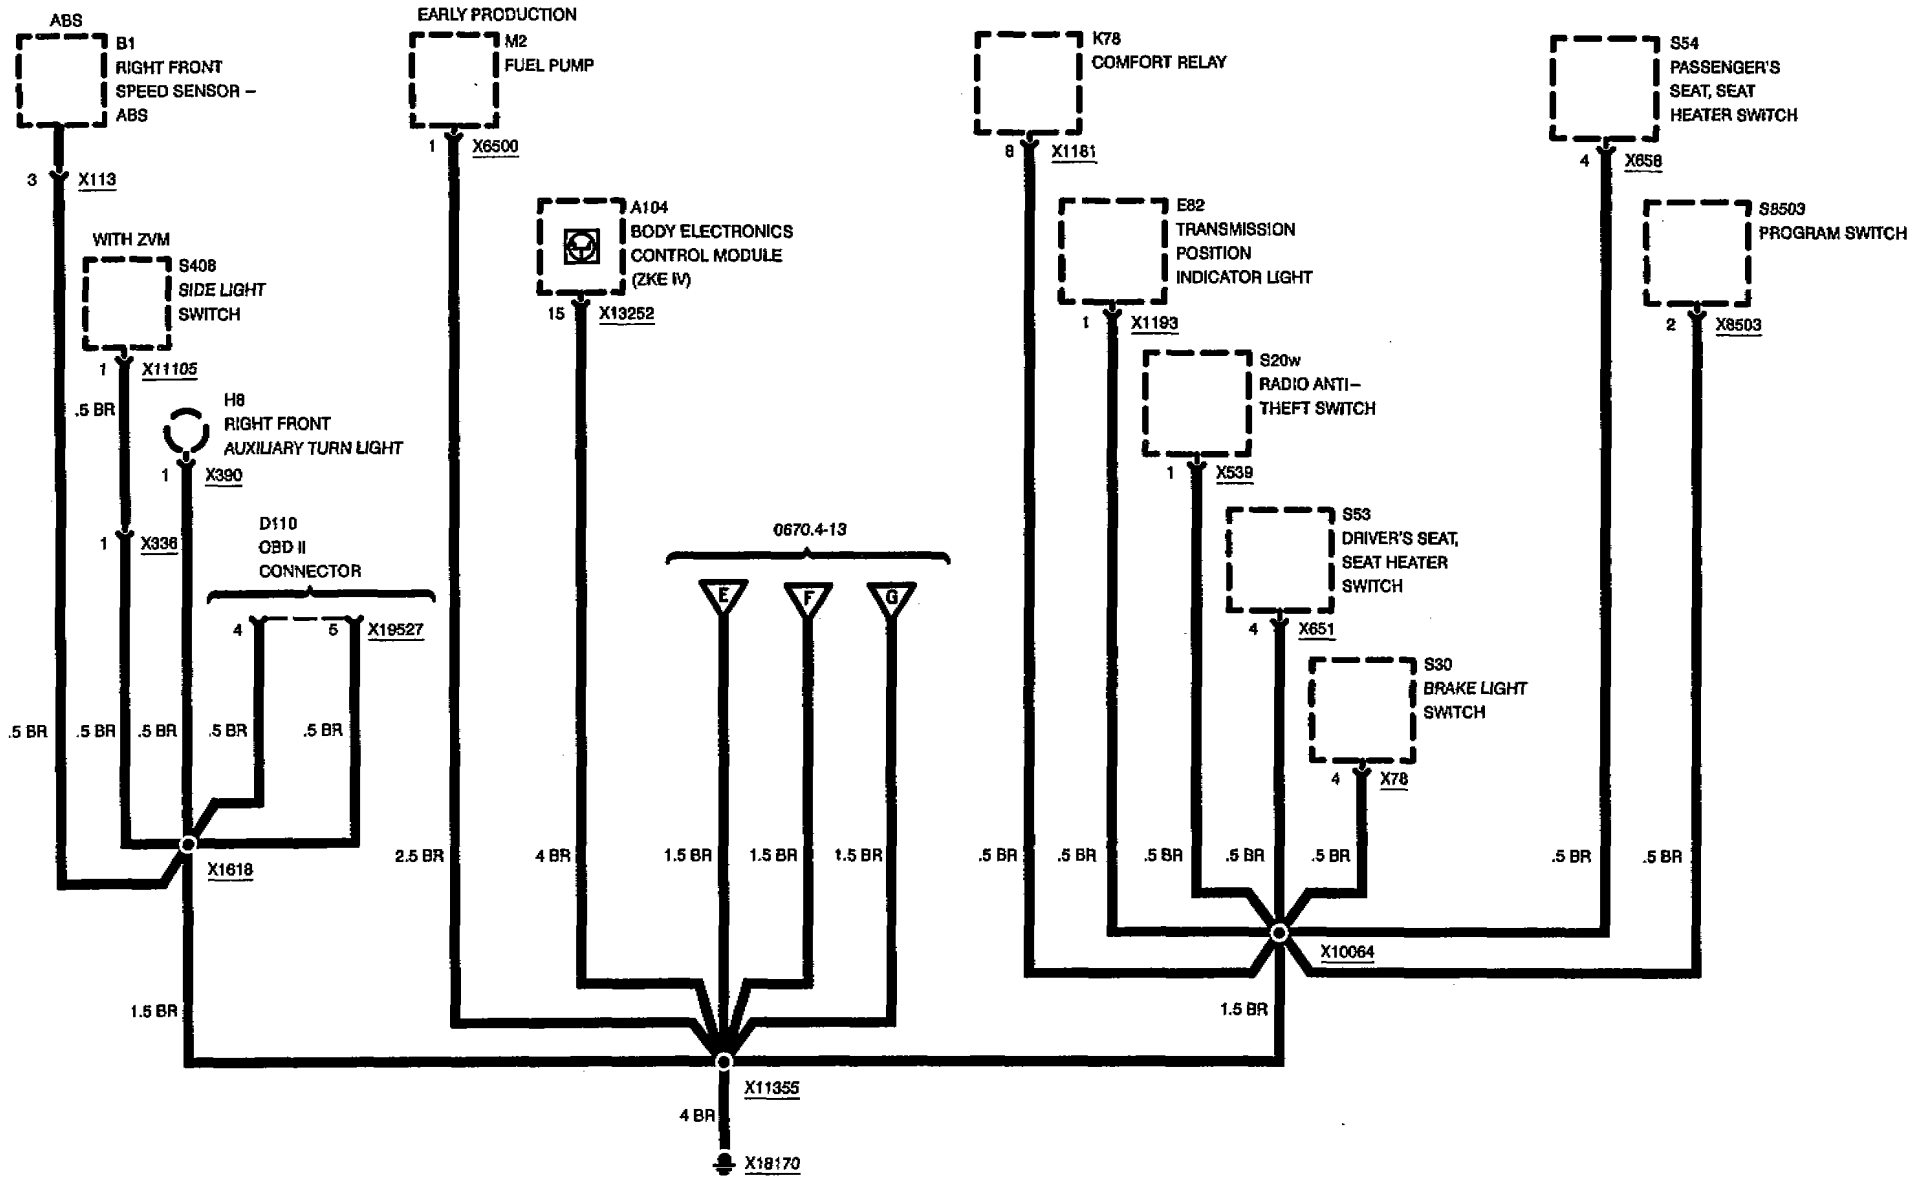 ABS
B1
RIGHT FRONT
SPEED SENSOR –
ABS
3
X113
WITH ZVM
S408
SIDE LIGHT
SWITCH
1
X11105
.5 BR
H8
RIGHT FRONT
AUXILIARY TURN LIGHT
1
X390
1
X336
D110
OBD II
CONNECTOR
4
5
X19527
.5 BR
.5 BR
.5 BR
.5 BR
.5 BR
X1618
1.5 BR
EARLY PRODUCTION
M2
FUEL PUMP
1
X6500
A104
BODY ELECTRONICS
CONTROL MODULE
(ZKE IV)
15
X13252
0670.4-13
E
F
G
2.5 BR
4 BR
1.5 BR
1.5 BR
1.5 BR
X11355
4 BR
X18170
K78
COMFORT RELAY
8
X1181
E82
TRANSMISSION
POSITION
INDICATOR LIGHT
1
X1193
S20w
RADIO ANTI–
THEFT SWITCH
1
X539
S53
DRIVER'S SEAT,
SEAT HEATER
SWITCH
4
X651
S30
BRAKE LIGHT
SWITCH
4
X78
S54
PASSENGER'S
SEAT, SEAT
HEATER SWITCH
4
X658
S8503
PROGRAM SWITCH
2
X8503
.5 BR
.5 BR
.5 BR
.5 BR
.5 BR
.5 BR
.5 BR
X10064
1.5 BR